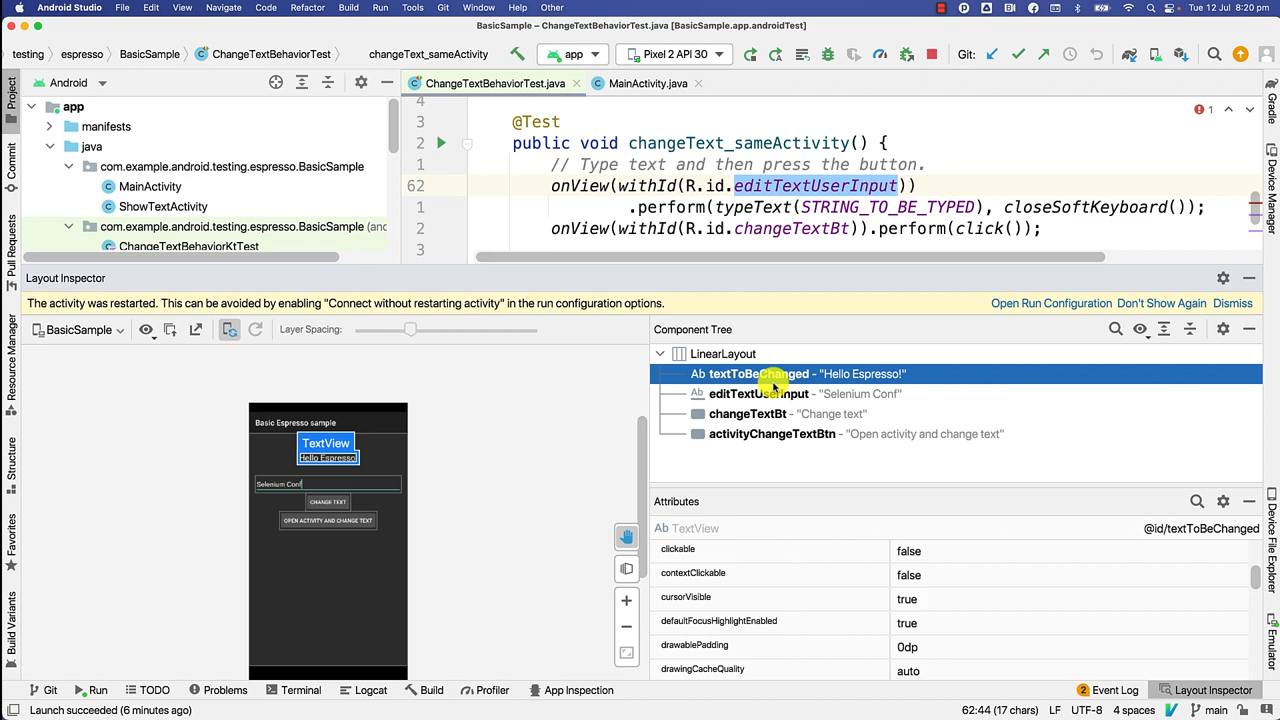 Android Studio File Edit View Navigate Code Refactor Build Run Tools Git Window Help Tue 12 Jul 8:20 pm
BasicSample – ChangeTextBehaviorTest.java [BasicSample.app.androidTest]
testing espresso BasicSample ChangeTextBehaviorTest changeText_sameActivity app Pixel 2 API 30 Git:
Android
ChangeTextBehaviorTest.java MainActivity.java
Project
Commit
Pull Requests
Resource Manager
Structure
Favorites
Build Variants
app
manifests
java
com.example.android.testing.espresso.BasicSample
MainActivity
ShowTextActivity
com.example.android.testing.espresso.BasicSample (and
ChangeTextBehaviorKtTest
4
3 @Test
2 public void changeText_sameActivity() {
1 // Type text and then press the button.
62 onView(withId(R.id.editTextUserInput))
1 .perform(typeText(STRING_TO_BE_TYPED), closeSoftKeyboard());
2 onView(withId(R.id.changeTextBt)).perform(click());
3
1
Gradle
Device Manager
Device File Explorer
Emulator
Layout Inspector
The activity was restarted. This can be avoided by enabling "Connect without restarting activity" in the run configuration options. Open Run Configuration Don't Show Again Dismiss
BasicSample Layer Spacing:
Basic Espresso sample
TextView
Hello Espresso!
Selenium Conf
CHANGE TEXT
OPEN ACTIVITY AND CHANGE TEXT
Component Tree
LinearLayout
Ab textToBeChanged - "Hello Espresso!"
Ab editTextUserInput - "Selenium Conf"
changeTextBt - "Change text"
activityChangeTextBtn - "Open activity and change text"
Attributes
Ab TextView @id/textToBeChanged
clickable false
contextClickable false
cursorVisible true
defaultFocusHighlightEnabled true
drawablePadding 0dp
drawingCacheQuality auto
Git Run TODO Problems Terminal Logcat Build Profiler App Inspection 2 Event Log Layout Inspector
Launch succeeded (6 minutes ago) 62:44 (17 chars) LF UTF-8 4 spaces main